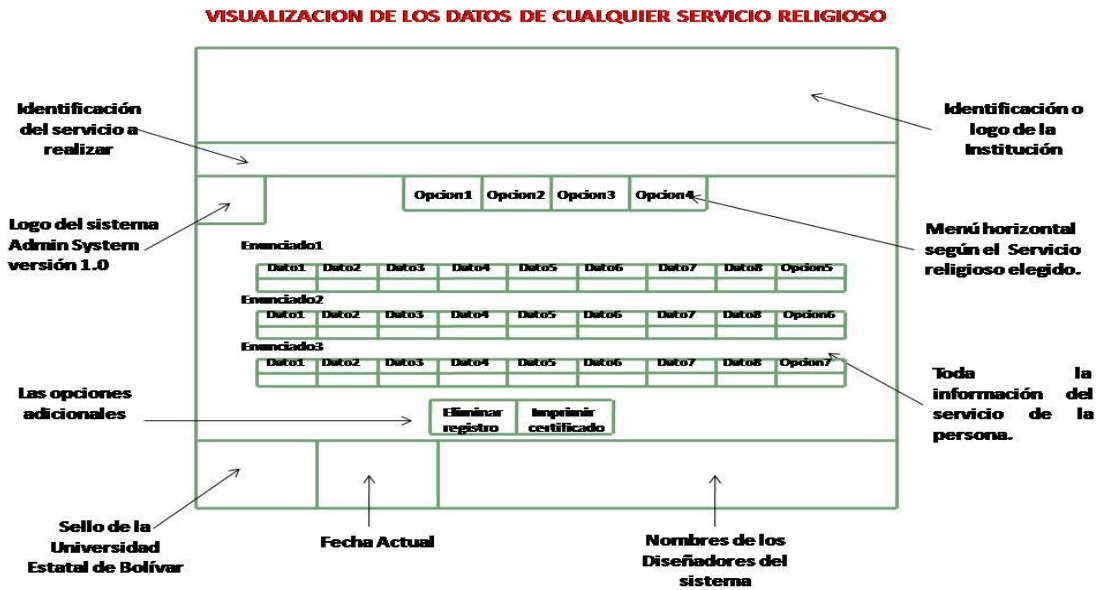 VISUALIZACION DE LOS DATOS DE CUALQUIER SERVICIO RELIGIOSO
Identificación
del servicio a
realizar
Identificación o
logo de la
Institución
Opcion1 Opcion2 Opcion3 Opcion4
Logo del sistema
Admin System
versión 1.0
Menú horizontal
según el Servicio
religioso elegido.
Enunciado1
Dato1 Dato2 Dato3 Dato4 Dato5 Dato6 Dato7 Dato8 Opcion5
Enunciado2
Dato1 Dato2 Dato3 Dato4 Dato5 Dato6 Dato7 Dato8 Opcion6
Enunciado3
Dato1 Dato2 Dato3 Dato4 Dato5 Dato6 Dato7 Dato8 Opcion7
Toda la
información del
servicio de la
persona.
Las opciones
adicionales
Eliminar
registro
Imprimir
certificado
Sello de la
Universidad
Estatal de Bolívar
Fecha Actual
Nombres de los
Diseñadores del
sistema